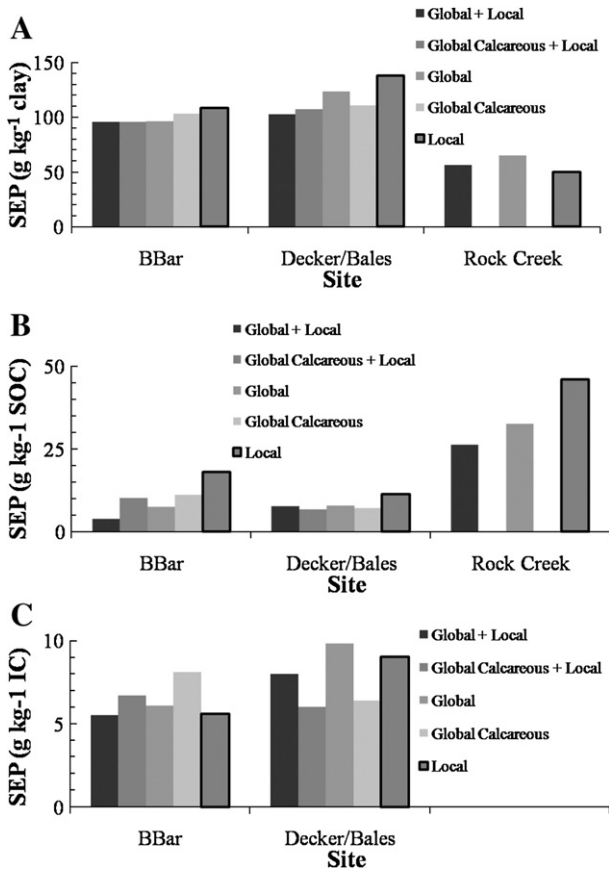 A
Global + Local
Global Calcareous + Local
Global
Global Calcareous
Local
SEP (g kg⁻¹ clay)
150
100
50
0
BBar
Decker/Bales
Rock Creek
Site
B
Global + Local
Global Calcareous + Local
Global
Global Calcareous
Local
SEP (g kg-1 SOC)
50
25
0
BBar
Decker/Bales
Rock Creek
Site
C
Global + Local
Global Calcareous + Local
Global
Global Calcareous
Local
SEP (g kg-1 IC)
10
5
0
BBar
Decker/Bales
Site